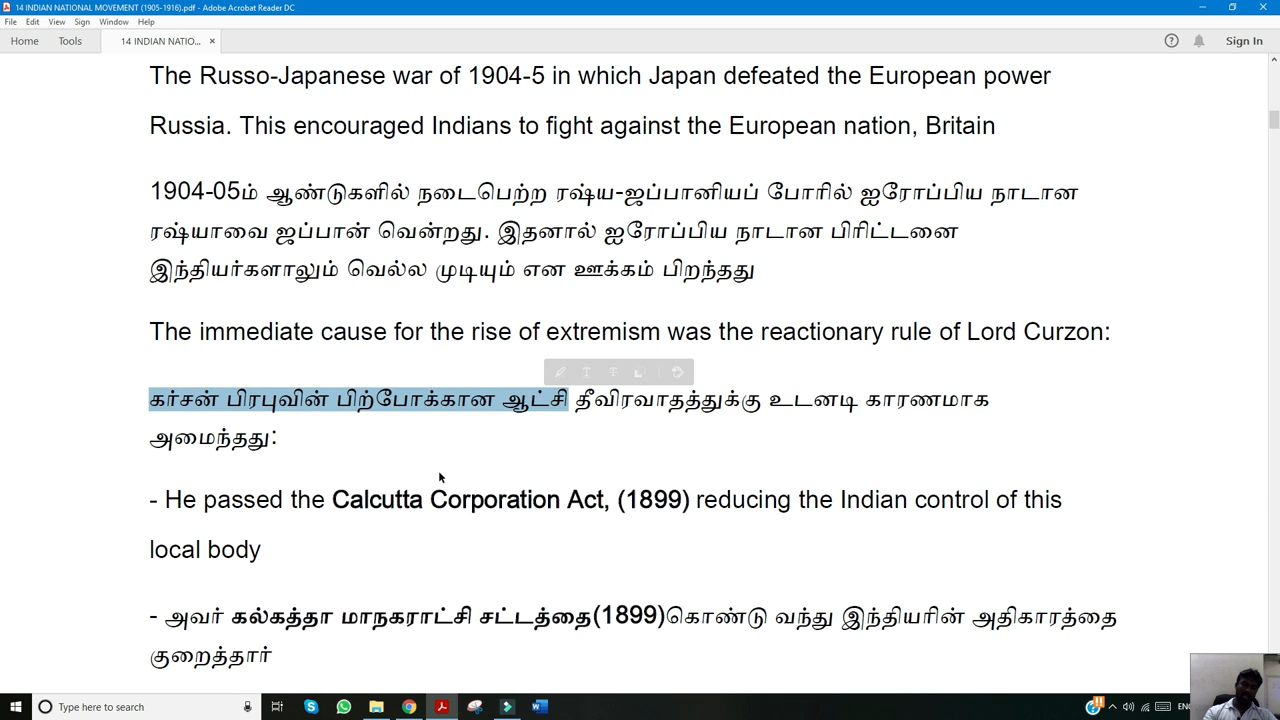 14 INDIAN NATIONAL MOVEMENT (1905-1916).pdf - Adobe Acrobat Reader DC
File Edit View Sign Window Help
Home Tools 14 INDIAN NATIO... × Sign In
The Russo-Japanese war of 1904-5 in which Japan defeated the European power
Russia. This encouraged Indians to fight against the European nation, Britain
1904-05ம் ஆண்டுகளில் நடைபெற்ற ரஷ்ய-ஜப்பானியப் போரில் ஐரோப்பிய நாடான
ரஷ்யாவை ஜப்பான் வென்றது. இதனால் ஐரோப்பிய நாடான பிரிட்டனை
இந்தியர்களாலும் வெல்ல முடியும் என ஊக்கம் பிறந்தது
The immediate cause for the rise of extremism was the reactionary rule of Lord Curzon:
கர்சன் பிரபுவின் பிற்போக்கான ஆட்சி தீவிரவாதத்துக்கு உடனடி காரணமாக
அமைந்தது:
- He passed the Calcutta Corporation Act, (1899) reducing the Indian control of this
local body
- அவர் கல்கத்தா மாநகராட்சி சட்டத்தை(1899)கொண்டு வந்து இந்தியரின் அதிகாரத்தை
குறைத்தார்
Type here to search